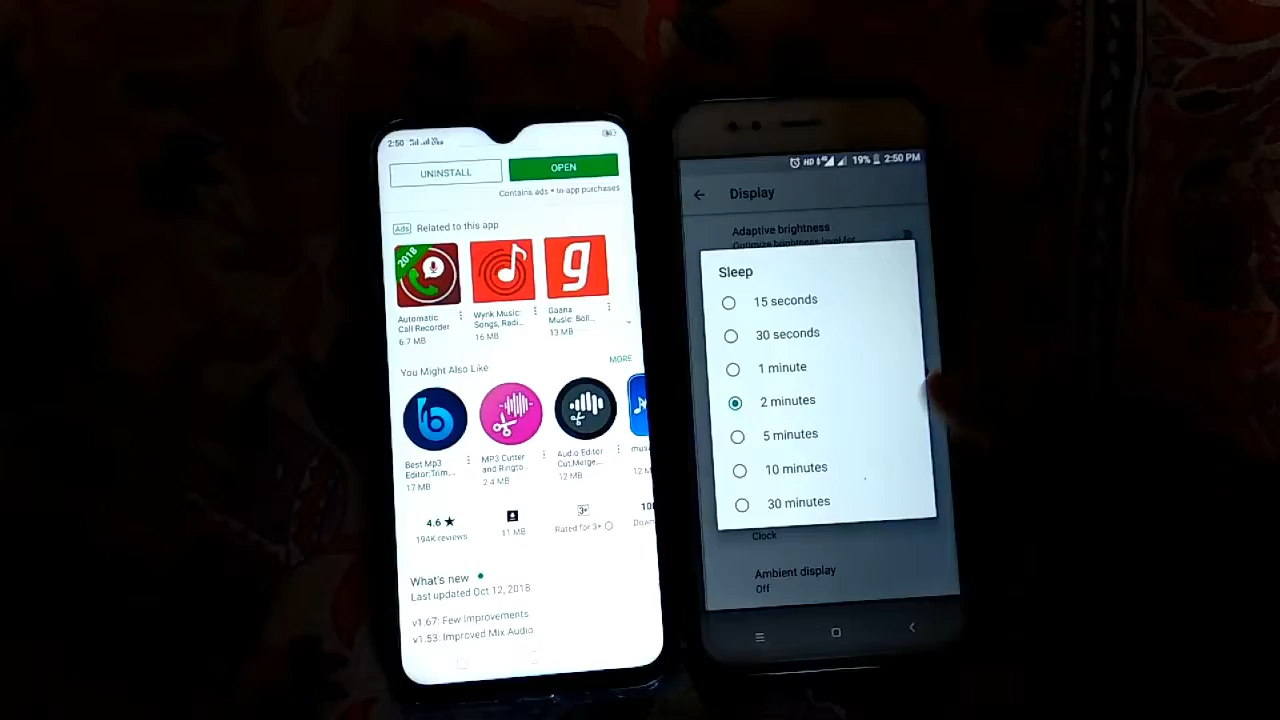 2:50
UNINSTALL
OPEN
Contains ads • In-app purchases
Ads Related to this app
2018
Automatic
Call Recorder
6.7 MB
Wynk Music:
Songs, Radi...
16 MB
g
Gaana
Music: Boll...
13 MB
You Might Also Like
MORE
b
Best Mp3
Editor:Trim,...
17 MB
MP3 Cutter
and Ringto...
2.4 MB
Audio Editor
Cut,Merge,...
12 MB
4.6 ★
194K reviews
11 MB
3+
Rated for 3+
What's new
Last updated Oct 12, 2018
v1.67: Few Improvements
v1.53: Improved Mix Audio
HD 19% 2:50 PM
Display
Adaptive brightness
Optimize brightness level for
Sleep
15 seconds
30 seconds
1 minute
2 minutes
5 minutes
10 minutes
30 minutes
Clock
Ambient display
Off